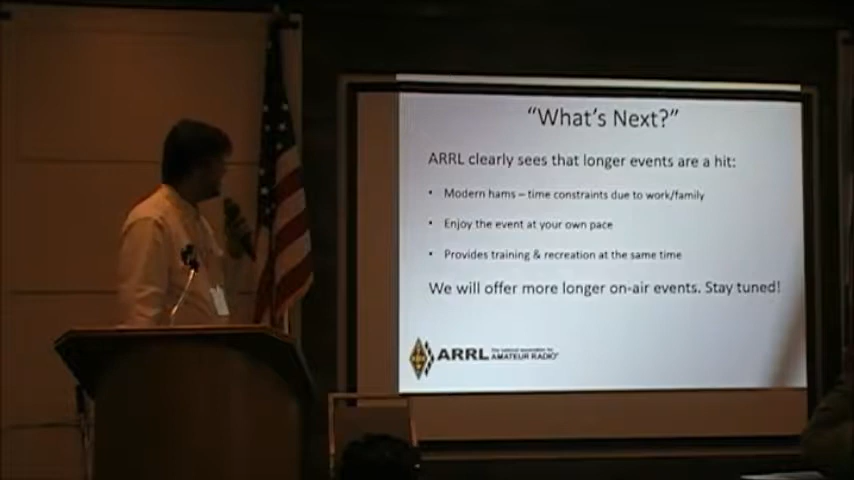 “What’s Next?”
ARRL clearly sees that longer events are a hit:
• Modern hams – time constraints due to work/family
• Enjoy the event at your own pace
• Provides training & recreation at the same time
We will offer more longer on-air events. Stay tuned!
ARRL The national association for
AMATEUR RADIO®